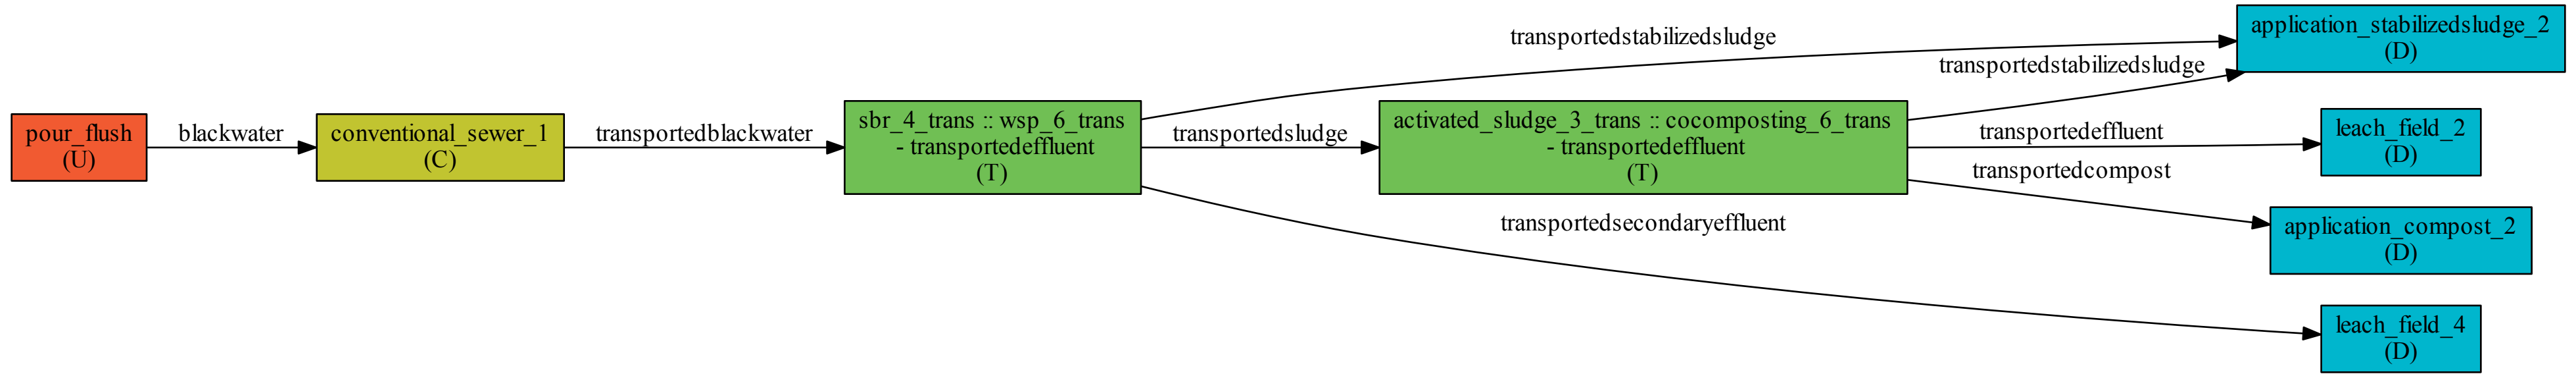 pour_flush
(U)
blackwater
conventional_sewer_1
(C)
transportedblackwater
sbr_4_trans :: wsp_6_trans
- transportedeffluent
(T)
transportedstabilizedsludge
transportedsludge
transportedsecondaryeffluent
activated_sludge_3_trans :: cocomposting_6_trans
- transportedeffluent
(T)
transportedstabilizedsludge
transportedeffluent
transportedcompost
application_stabilizedsludge_2
(D)
leach_field_2
(D)
application_compost_2
(D)
leach_field_4
(D)